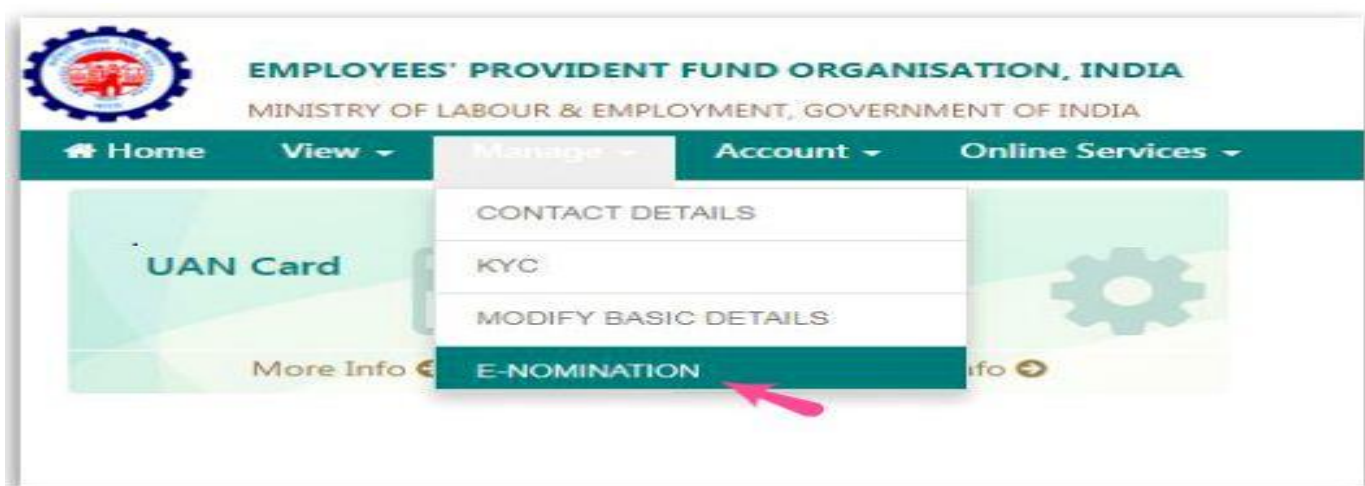 EMPLOYEES' PROVIDENT FUND ORGANISATION, INDIA
MINISTRY OF LABOUR & EMPLOYMENT, GOVERNMENT OF INDIA
Home View Manage Account Online Services
CONTACT DETAILS
UAN Card
KYC
MODIFY BASIC DETAILS
More Info
E-NOMINATION
nfo